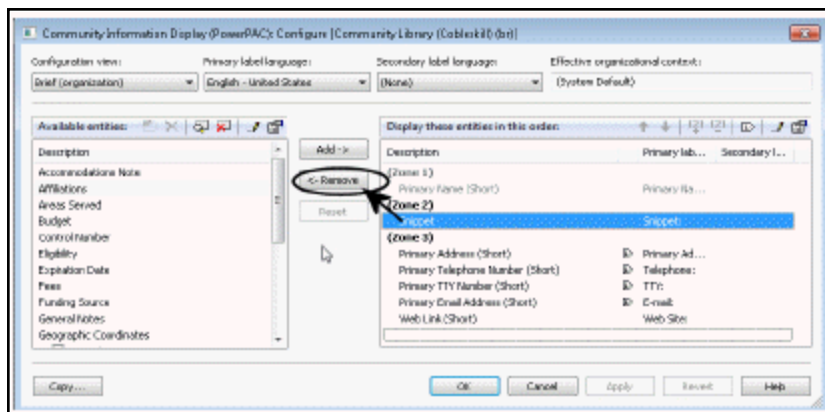 Community Information Display (PowerPAC): Configure [Community Library (Cobleskill) (br)]
Configuration view: Primary label language: Secondary label language: Effective organizational context:
Brief (organization) English - United States (None) (System Default)
Available entities: Display these entities in this order:
Add ->
<- Remove
Reset
Description
Accommodations Note
Affiliations
Areas Served
Budget
Control Number
Eligibility
Expiration Date
Fees
Funding Source
General Notes
Geographic Coordinates
Description Primary lab... Secondary l...
(Zone 1)
Primary Name (Short) Primary Na...
(Zone 2)
Snippet Snippet:
(Zone 3)
Primary Address (Short) Primary Ad...
Primary Telephone Number (Short) Telephone:
Primary TTY Number (Short) TTY:
Primary Email Address (Short) E-mail:
Web Link (Short) Web Site:
Copy... OK Cancel Apply Revert Help